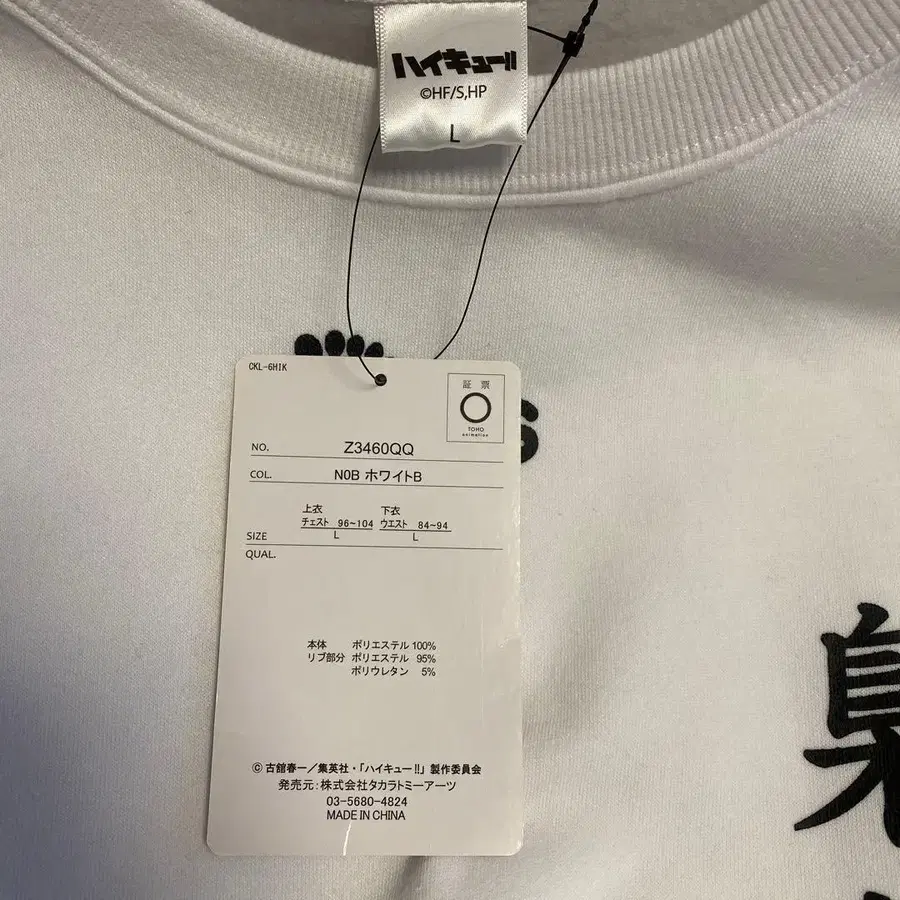 ハイキュー!!
©HF/S,HP
L
CKL-6HIK
証 票
TOHO
animation
NO. Z3460QQ
COL. N0B ホワイトB
上衣 下衣
チェスト 96~104 ウエスト 84~94
SIZE L L
QUAL.
本体 ポリエステル 100%
リブ部分 ポリエステル 95%
ポリウレタン 5%
© 古舘春一/集英社・「ハイキュー!!」製作委員会
発売元:株式会社タカラトミーアーツ
03-5680-4824
MADE IN CHINA
梟